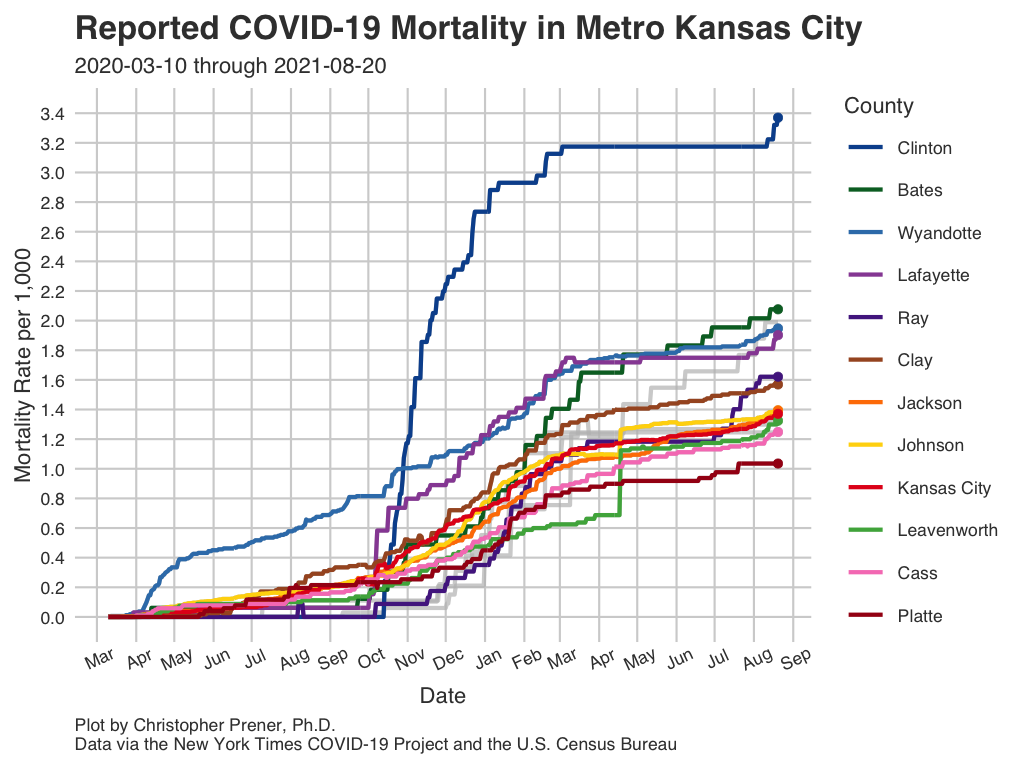 Reported COVID-19 Mortality in Metro Kansas City
2020-03-10 through 2021-08-20
Mortality Rate per 1,000
3.4
3.2
3.0
2.8
2.6
2.4
2.2
2.0
1.8
1.6
1.4
1.2
1.0
0.8
0.6
0.4
0.2
0.0
Mar Apr May Jun Jul Aug Sep Oct Nov Dec Jan Feb Mar Apr May Jun Jul Aug Sep
Date
County
Clinton
Bates
Wyandotte
Lafayette
Ray
Clay
Jackson
Johnson
Kansas City
Leavenworth
Cass
Platte
Plot by Christopher Prener, Ph.D.
Data via the New York Times COVID-19 Project and the U.S. Census Bureau